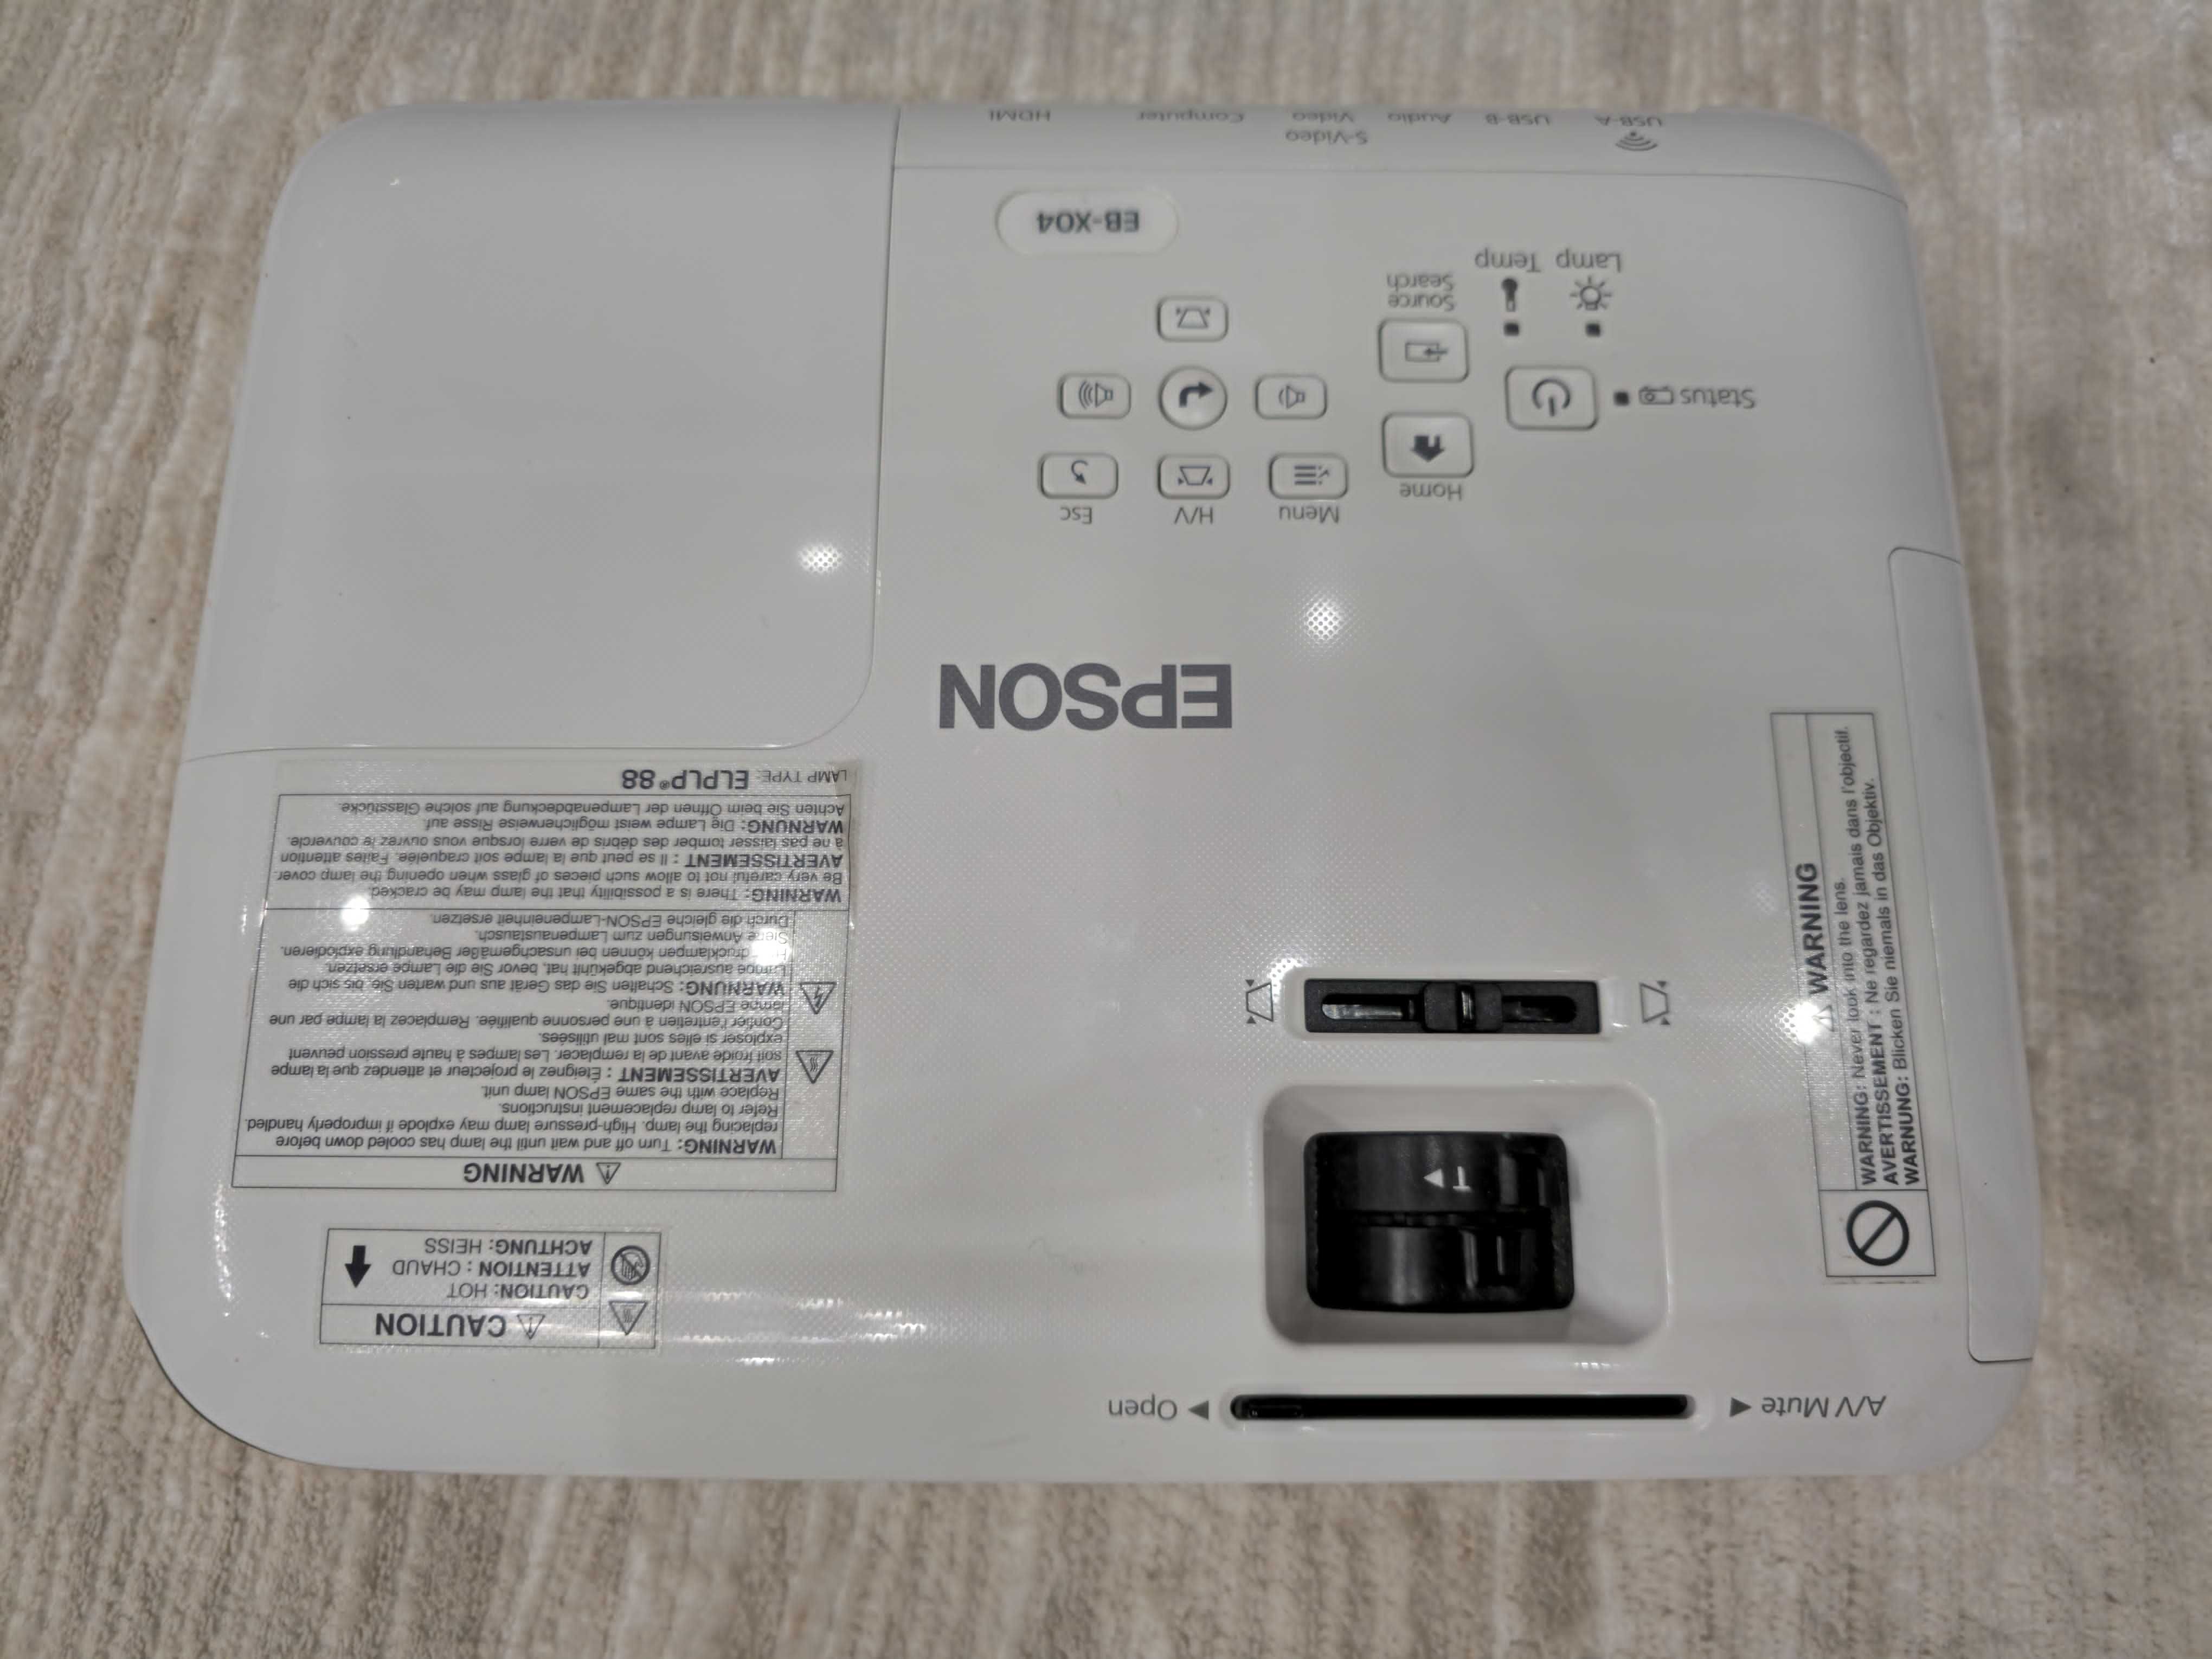 A/V Mute
Open
CAUTION
CAUTION: HOT
ATTENTION : CHAUD
ACHTUNG: HEISS
T
WARNING
WARNING: Never look into the lens.
AVERTISSEMENT : Ne regardez jamais dans l'objectif.
WARNUNG: Blicken Sie niemals in das Objektiv.
WARNING
WARNING: Turn off and wait until the lamp has cooled down before
replacing the lamp. High-pressure lamp may explode if improperly handled.
Refer to lamp replacement instructions.
Replace with the same EPSON lamp unit.
AVERTISSEMENT : Éteignez le projecteur et attendez que la lampe
soit froide avant de la remplacer. Les lampes à haute pression peuvent
exploser si elles sont mal utilisées.
Confier l'entretien à une personne qualifiée. Remplacez la lampe par une
lampe EPSON identique.
WARNUNG: Schalten Sie das Gerät aus und warten Sie, bis sich die
Lampe ausreichend abgekühlt hat, bevor Sie die Lampe ersetzen.
Hochdrucklampen können bei unsachgemäßer Behandlung explodieren.
Siehe Anweisungen zum Lampenaustausch.
Durch die gleiche EPSON-Lampeneinheit ersetzen.
WARNING: There is a possibility that the lamp may be cracked.
Be very careful not to allow such pieces of glass when opening the lamp cover.
AVERTISSEMENT : Il se peut que la lampe soit craquelée. Faites attention
à ne pas laisser tomber des débris de verre lorsque vous ouvrez le couvercle.
WARNUNG: Die Lampe weist möglicherweise Risse auf.
Achten Sie beim Öffnen der Lampenabdeckung auf solche Glasstücke.
LAMP TYPE: ELPLP®88
EPSON
Home
Menu
H/V
Esc
Status
Source
Search
Lamp Temp
EB-X04
USB-A
USB-B
Audio
S-Video
Video
Computer
HDMI